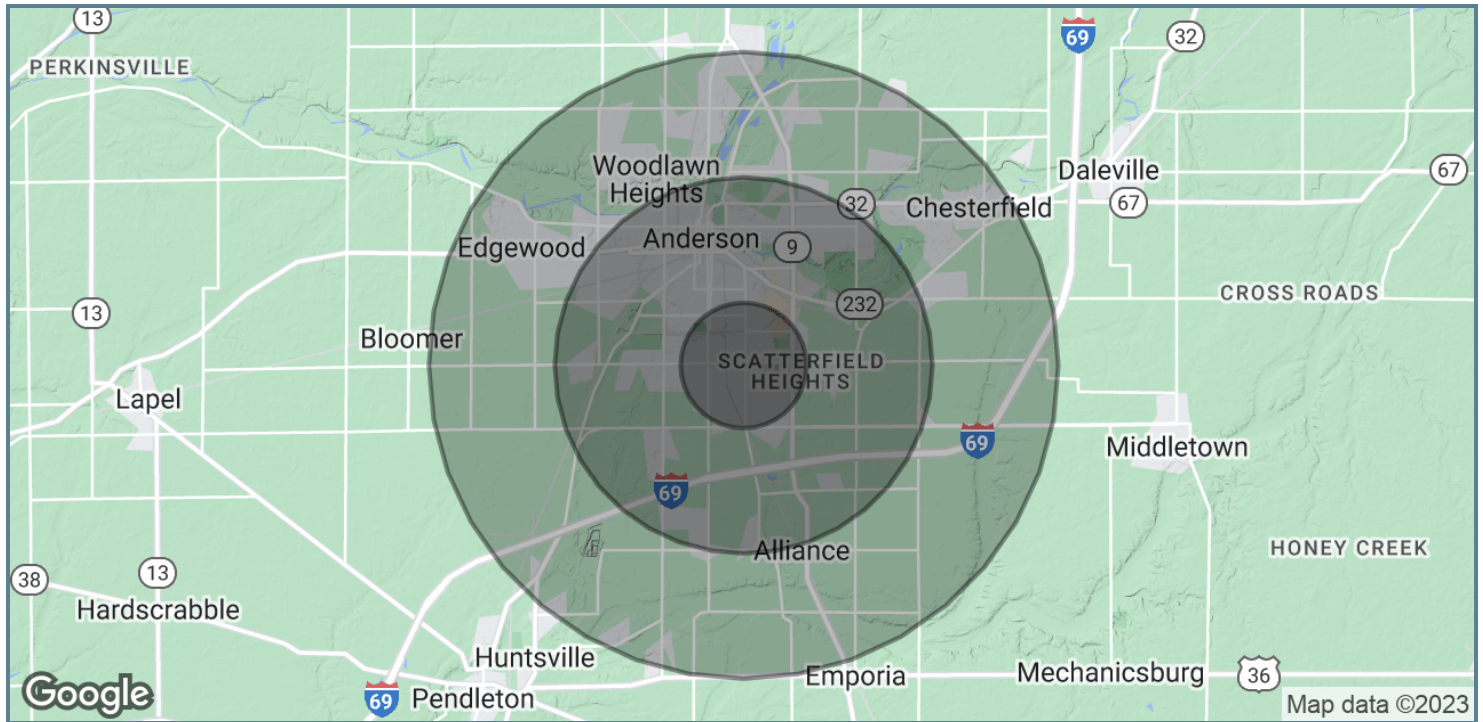 13
69
32
PERKINSVILLE
Woodlawn
Heights
Daleville
67
67
32
Chesterfield
Edgewood
Anderson
9
232
CROSS ROADS
13
Bloomer
SCATTERFIELD
HEIGHTS
Lapel
69
Middletown
69
Alliance
HONEY CREEK
38
13
Hardscrabble
Huntsville
Emporia
Mechanicsburg
36
69
Pendleton
Google
Map data ©2023